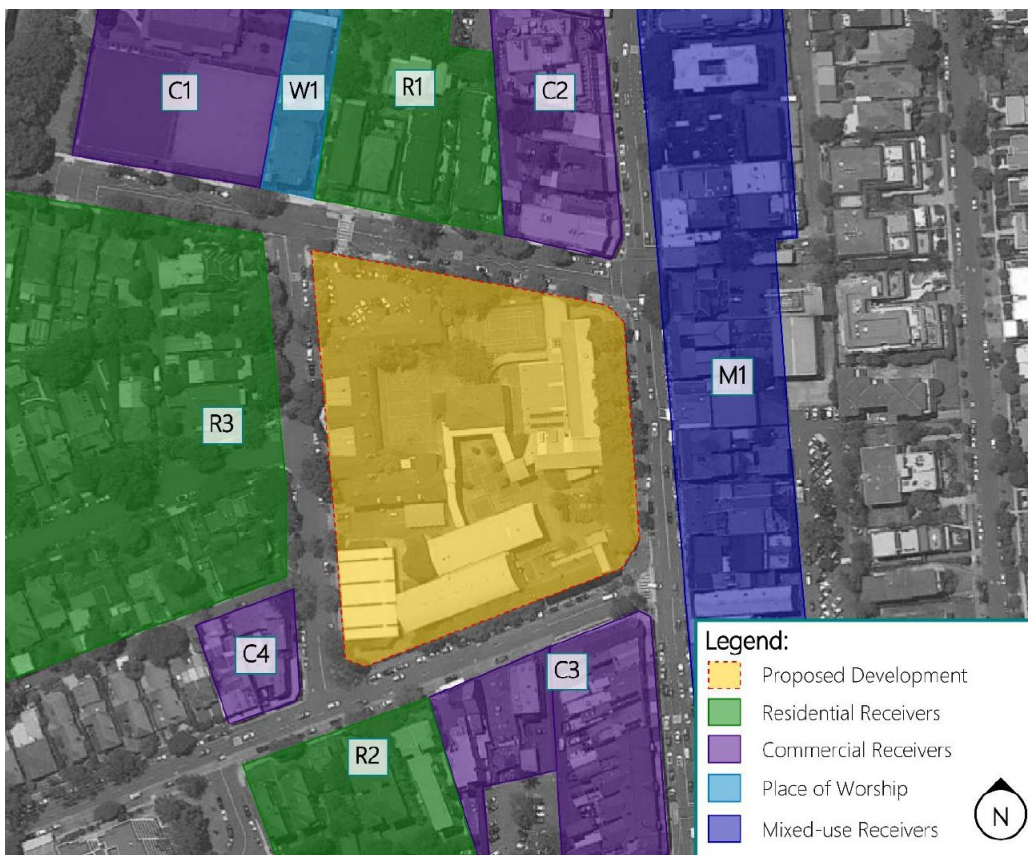 C1
W1
R1
C2
M1
R3
C4
C3
R2
Legend:
Proposed Development
Residential Receivers
Commercial Receivers
Place of Worship
Mixed-use Receivers
N